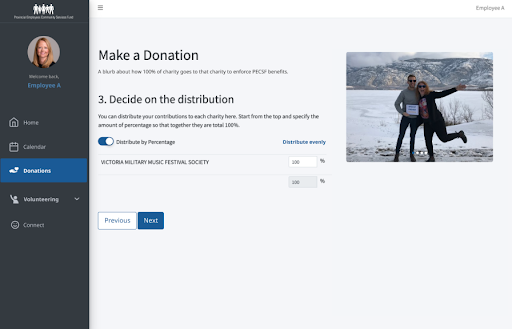 Provincial Employees Community Services Fund
Employee A
Welcome back,
Employee A
Home
Calendar
Donations
Volunteering
Connect
Make a Donation
A blurb about how 100% of charity goes to that charity to enforce PECSF benefits.
3. Decide on the distribution
You can distribute your contributions to each charity here. Start from the top and specify the
amount of percentage so that together they are total 100%.
Distribute by Percentage
Distribute evenly
VICTORIA MILITARY MUSIC FESTIVAL SOCIETY 100 %
100 %
Previous Next